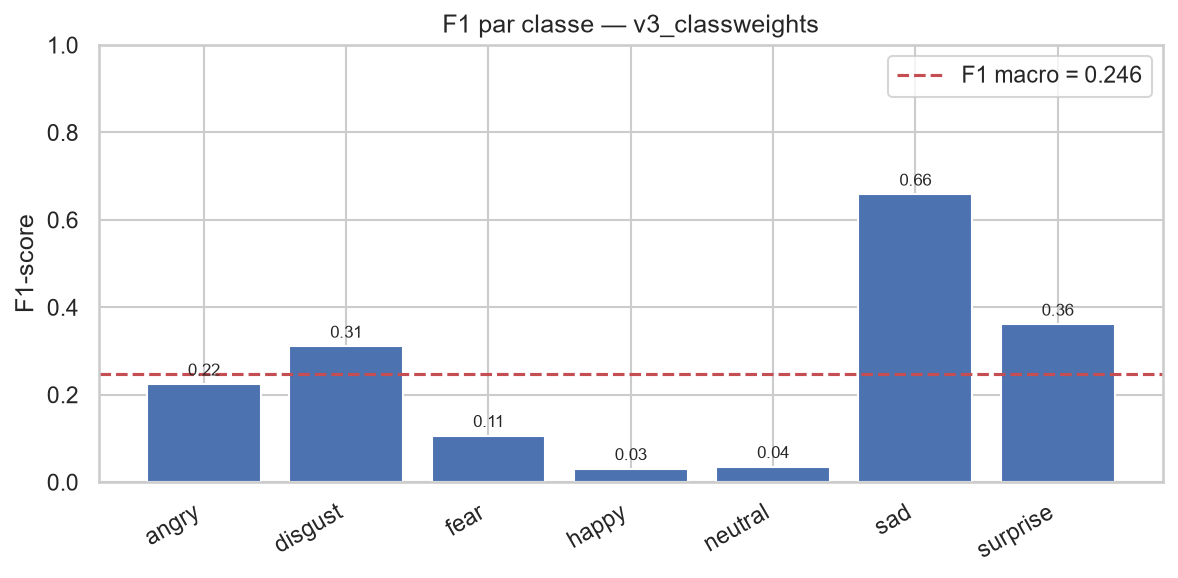 F1 par classe — v3_classweights
F1 macro = 0.246
F1-score
1.0
0.8
0.6
0.4
0.2
0.0
0.22
0.31
0.11
0.03
0.04
0.66
0.36
angry
disgust
fear
happy
neutral
sad
surprise